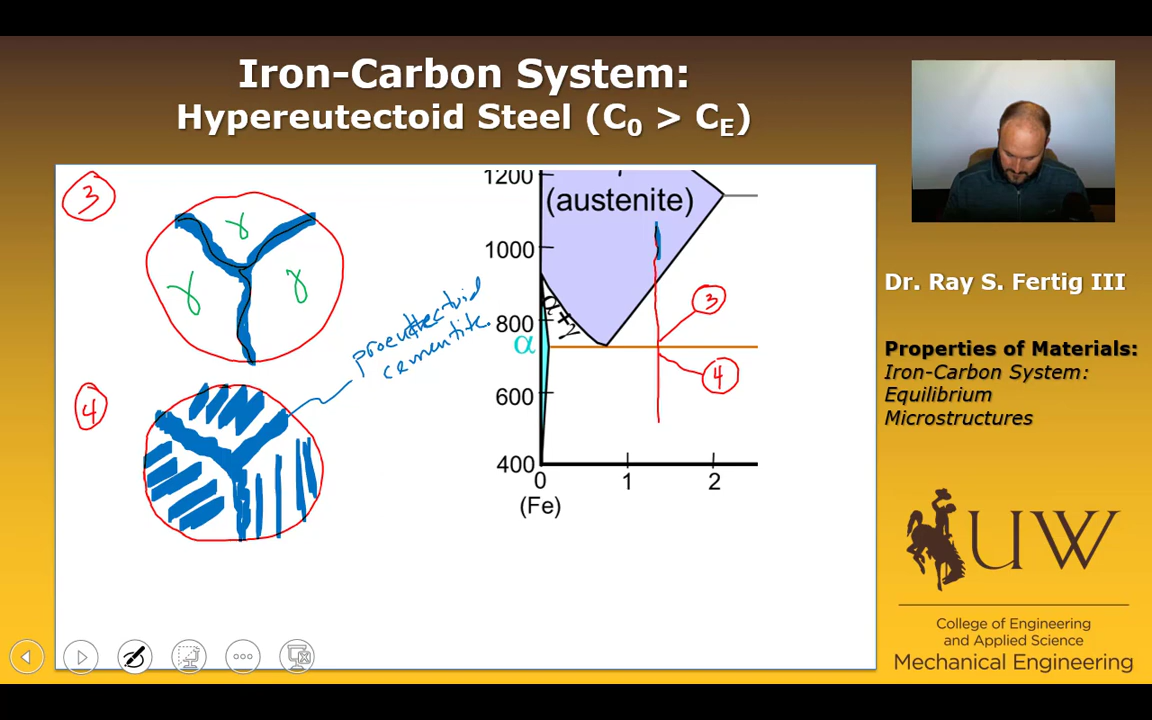 Iron-Carbon System:
Hypereutectoid Steel (C0 > CE)
3
γ
γ
γ
4
proeutectoid
cementite.
1200
(austenite)
1000
800
α+γ
α
600
400
3
4
0
1
2
(Fe)
Dr. Ray S. Fertig III
Properties of Materials:
Iron-Carbon System:
Equilibrium
Microstructures
UW
College of Engineering
and Applied Science
Mechanical Engineering